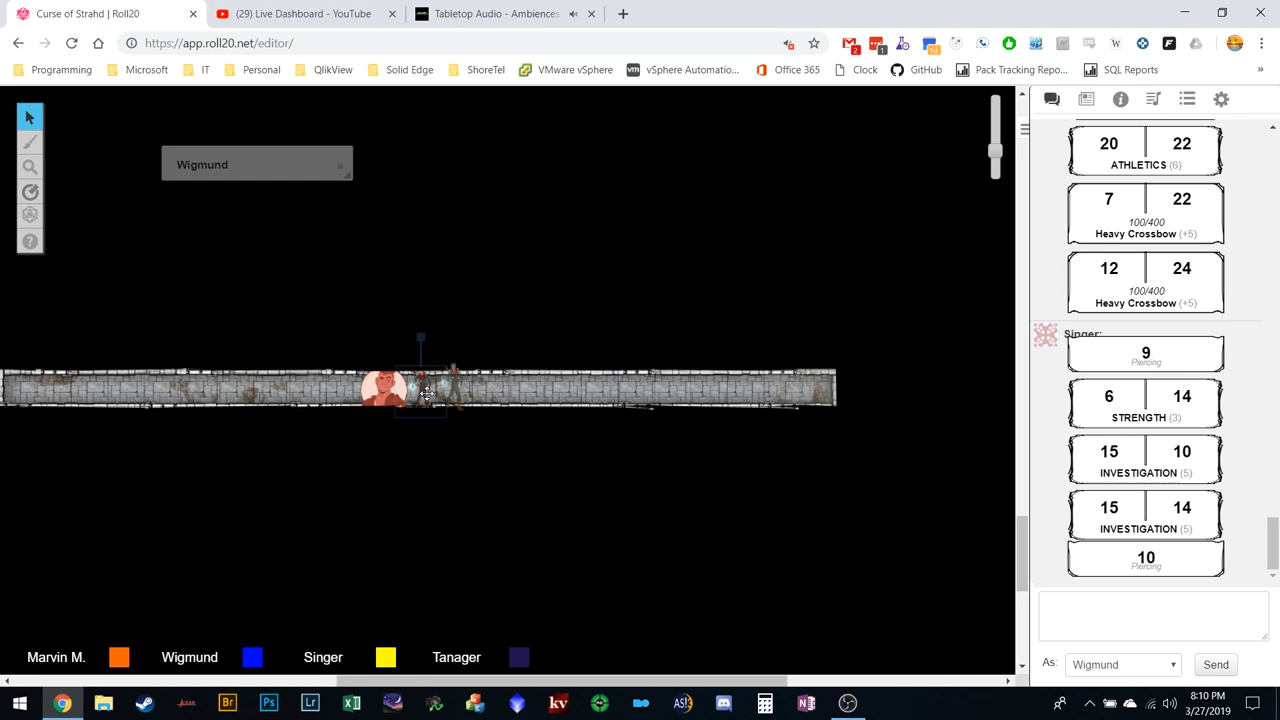 Curse of Strahd | Roll20
(29) Live Dashboard - YouTube
Tabletop Audio - Ambiences
https://app.roll20.net/editor/
Programming Microsoft IT Personal QlikView Solid Edge ShoreTel VMware vSphere vSphere Automatio... Office 365 Clock GitHub Pack Tracking Repo... SQL Reports
Wigmund
20 22
ATHLETICS (6)
7 22
100/400
Heavy Crossbow (+5)
12 24
100/400
Heavy Crossbow (+5)
Singer:
9
Piercing
6 14
STRENGTH (3)
15 10
INVESTIGATION (5)
15 14
INVESTIGATION (5)
10
Piercing
Marvin M. Wigmund Singer Tanager
As: Wigmund Send
8:10 PM
3/27/2019